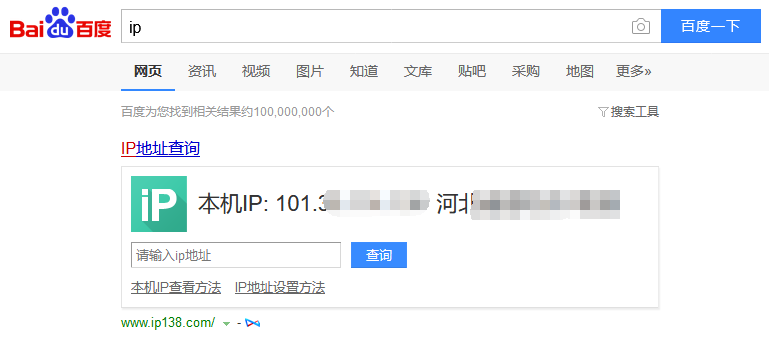 Bai du 百度 ip 百度一下
网页 资讯 视频 图片 知道 文库 贴吧 采购 地图 更多»
百度为您找到相关结果约100,000,000个 搜索工具
IP地址查询
iP 本机IP: 101.3 河北
请输入ip地址 查询
本机IP查看方法 IP地址设置方法
www.ip138.com/ -